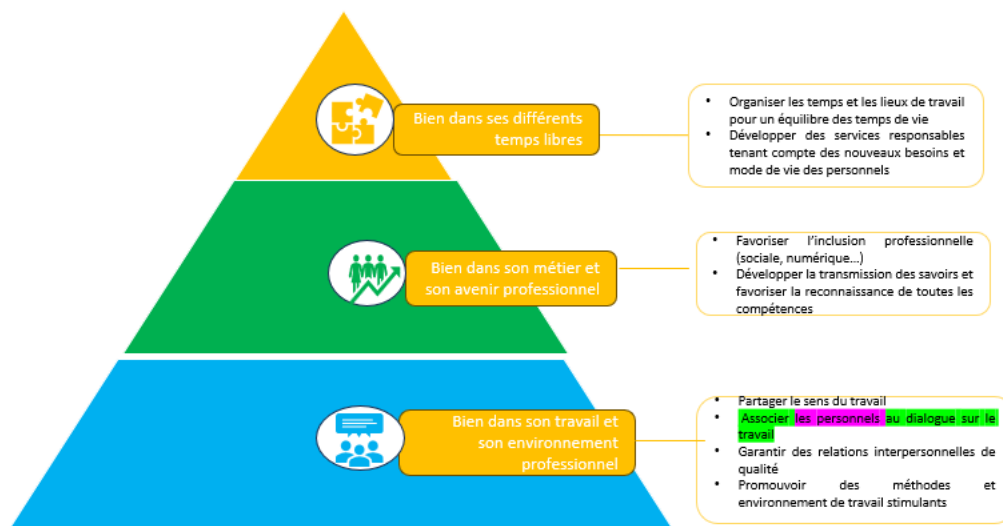 Bien dans ses différents
temps libres
• Organiser les temps et les lieux de travail
pour un équilibre des temps de vie
• Développer des services responsables
tenant compte des nouveaux besoins et
mode de vie des personnels
Bien dans son métier et
son avenir professionnel
• Favoriser l'inclusion professionnelle
(sociale, numérique…)
• Développer la transmission des savoirs et
favoriser la reconnaissance de toutes les
compétences
Bien dans son travail et
son environnement
professionnel
• Partager le sens du travail
• Associer les personnels au dialogue sur le
travail
• Garantir des relations interpersonnelles de
qualité
• Promouvoir des méthodes et
environnement de travail stimulants